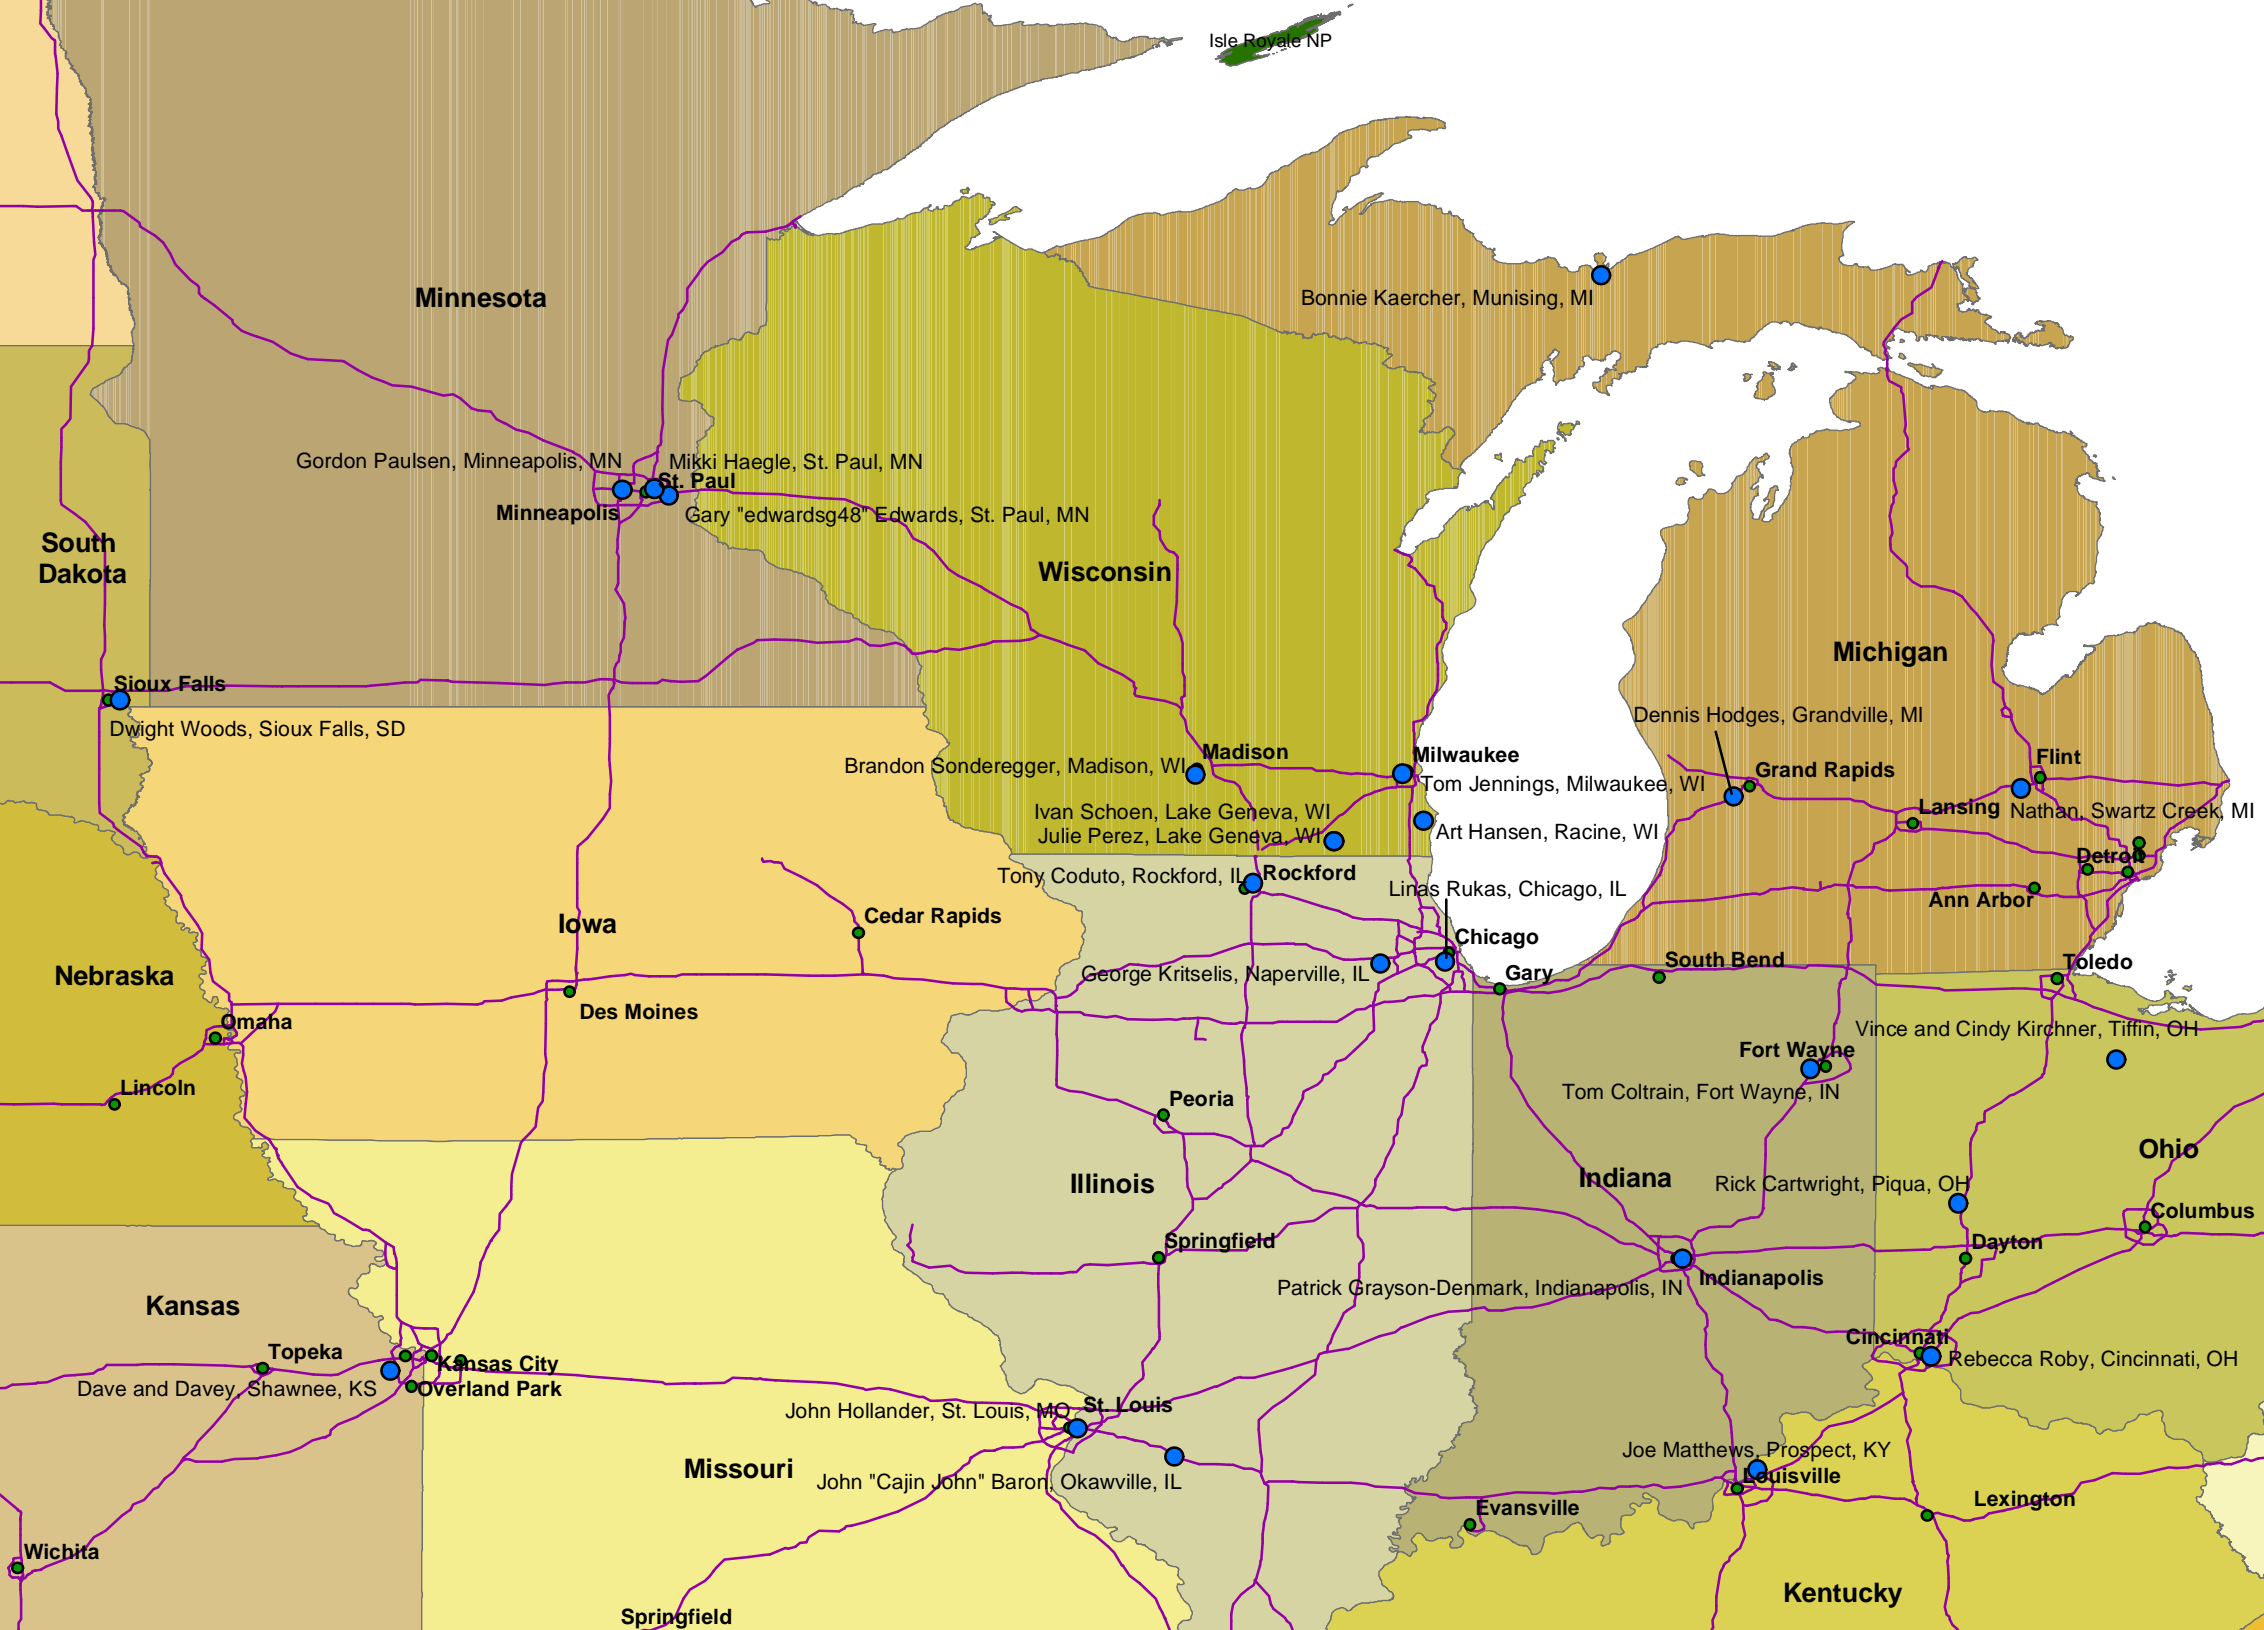 Isle Royale NP
Minnesota
Bonnie Kaercher, Munising, MI
Gordon Paulsen, Minneapolis, MN
Mikki Haegle, St. Paul, MN
St. Paul
Minneapolis
Gary "edwardsg48" Edwards, St. Paul, MN
South
Dakota
Wisconsin
Michigan
Sioux Falls
Dwight Woods, Sioux Falls, SD
Dennis Hodges, Grandville, MI
Madison
Brandon Sonderegger, Madison, WI
Milwaukee
Tom Jennings, Milwaukee, WI
Grand Rapids
Flint
Nathan, Swartz Creek, MI
Lansing
Ivan Schoen, Lake Geneva, WI
Julie Perez, Lake Geneva, WI
Art Hansen, Racine, WI
Detroit
Tony Coduto, Rockford, IL
Rockford
Linas Rukas, Chicago, IL
Ann Arbor
Iowa
Cedar Rapids
Chicago
Nebraska
George Kritselis, Naperville, IL
Gary
South Bend
Toledo
Des Moines
Omaha
Vince and Cindy Kirchner, Tiffin, OH
Fort Wayne
Tom Coltrain, Fort Wayne, IN
Lincoln
Peoria
Ohio
Illinois
Indiana
Rick Cartwright, Piqua, OH
Columbus
Springfield
Dayton
Patrick Grayson-Denmark, Indianapolis, IN
Indianapolis
Kansas
Topeka
Kansas City
Dave and Davey, Shawnee, KS
Overland Park
Cincinnati
Rebecca Roby, Cincinnati, OH
John Hollander, St. Louis, MO
St. Louis
Missouri
John "Cajin John" Baron, Okawville, IL
Joe Matthews, Prospect, KY
Louisville
Evansville
Lexington
Wichita
Kentucky
Springfield